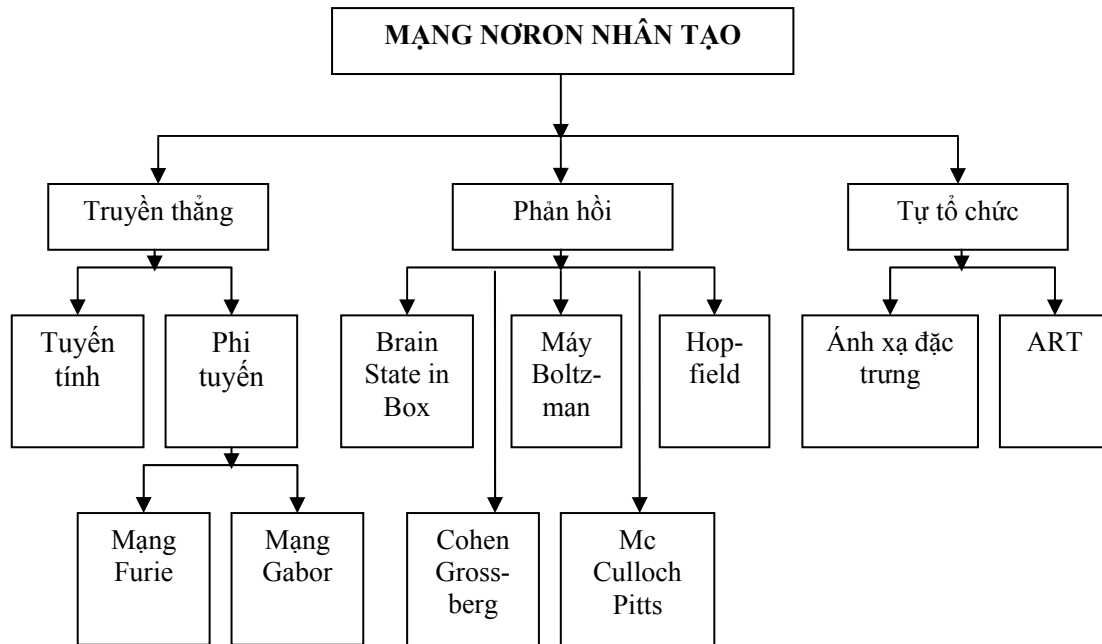 MẠNG NƠRON NHÂN TẠO
Truyền thẳng
Phản hồi
Tự tổ chức
Tuyến
tính
Phi
tuyến
Brain
State in
Box
Máy
Boltz-
man
Hop-
field
Ánh xạ đặc
trưng
ART
Mạng
Furie
Mạng
Gabor
Cohen
Gross-
berg
Mc
Culloch
Pitts